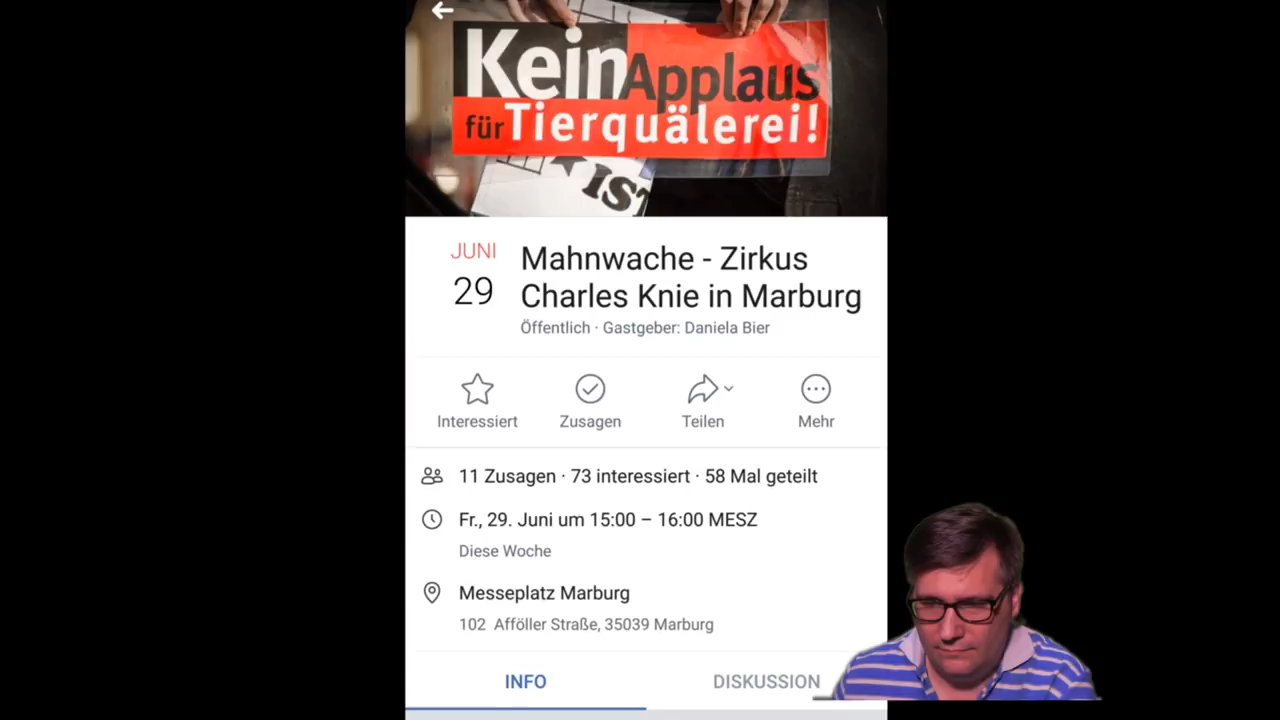 Kein Applaus
für Tierquälerei!
IST
JUNI
29
Mahnwache - Zirkus
Charles Knie in Marburg
Öffentlich · Gastgeber: Daniela Bier
Interessiert
Zusagen
Teilen
Mehr
11 Zusagen · 73 interessiert · 58 Mal geteilt
Fr., 29. Juni um 15:00 – 16:00 MESZ
Diese Woche
Messeplatz Marburg
102 Afföller Straße, 35039 Marburg
INFO
DISKUSSION